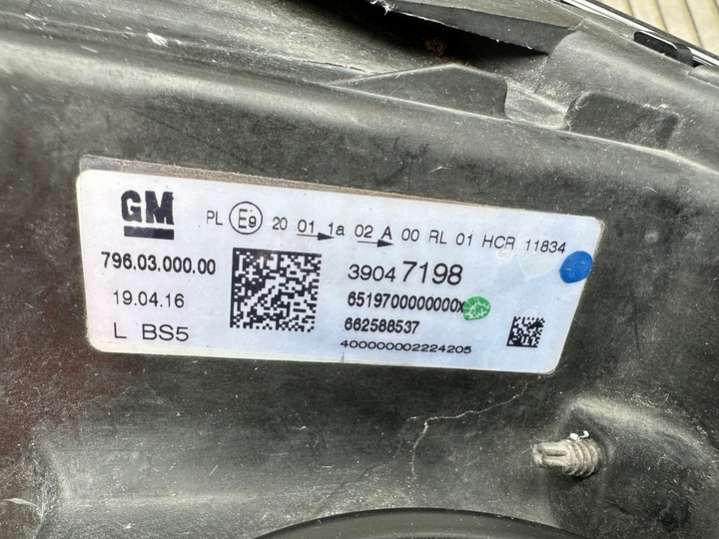 GM
PL E9 20 01 1a 02 A 00 RL 01 HCR 11834
796.03.000.00
39047198
19.04.16
6519700000000x
L BS5
662588537
400000002224205